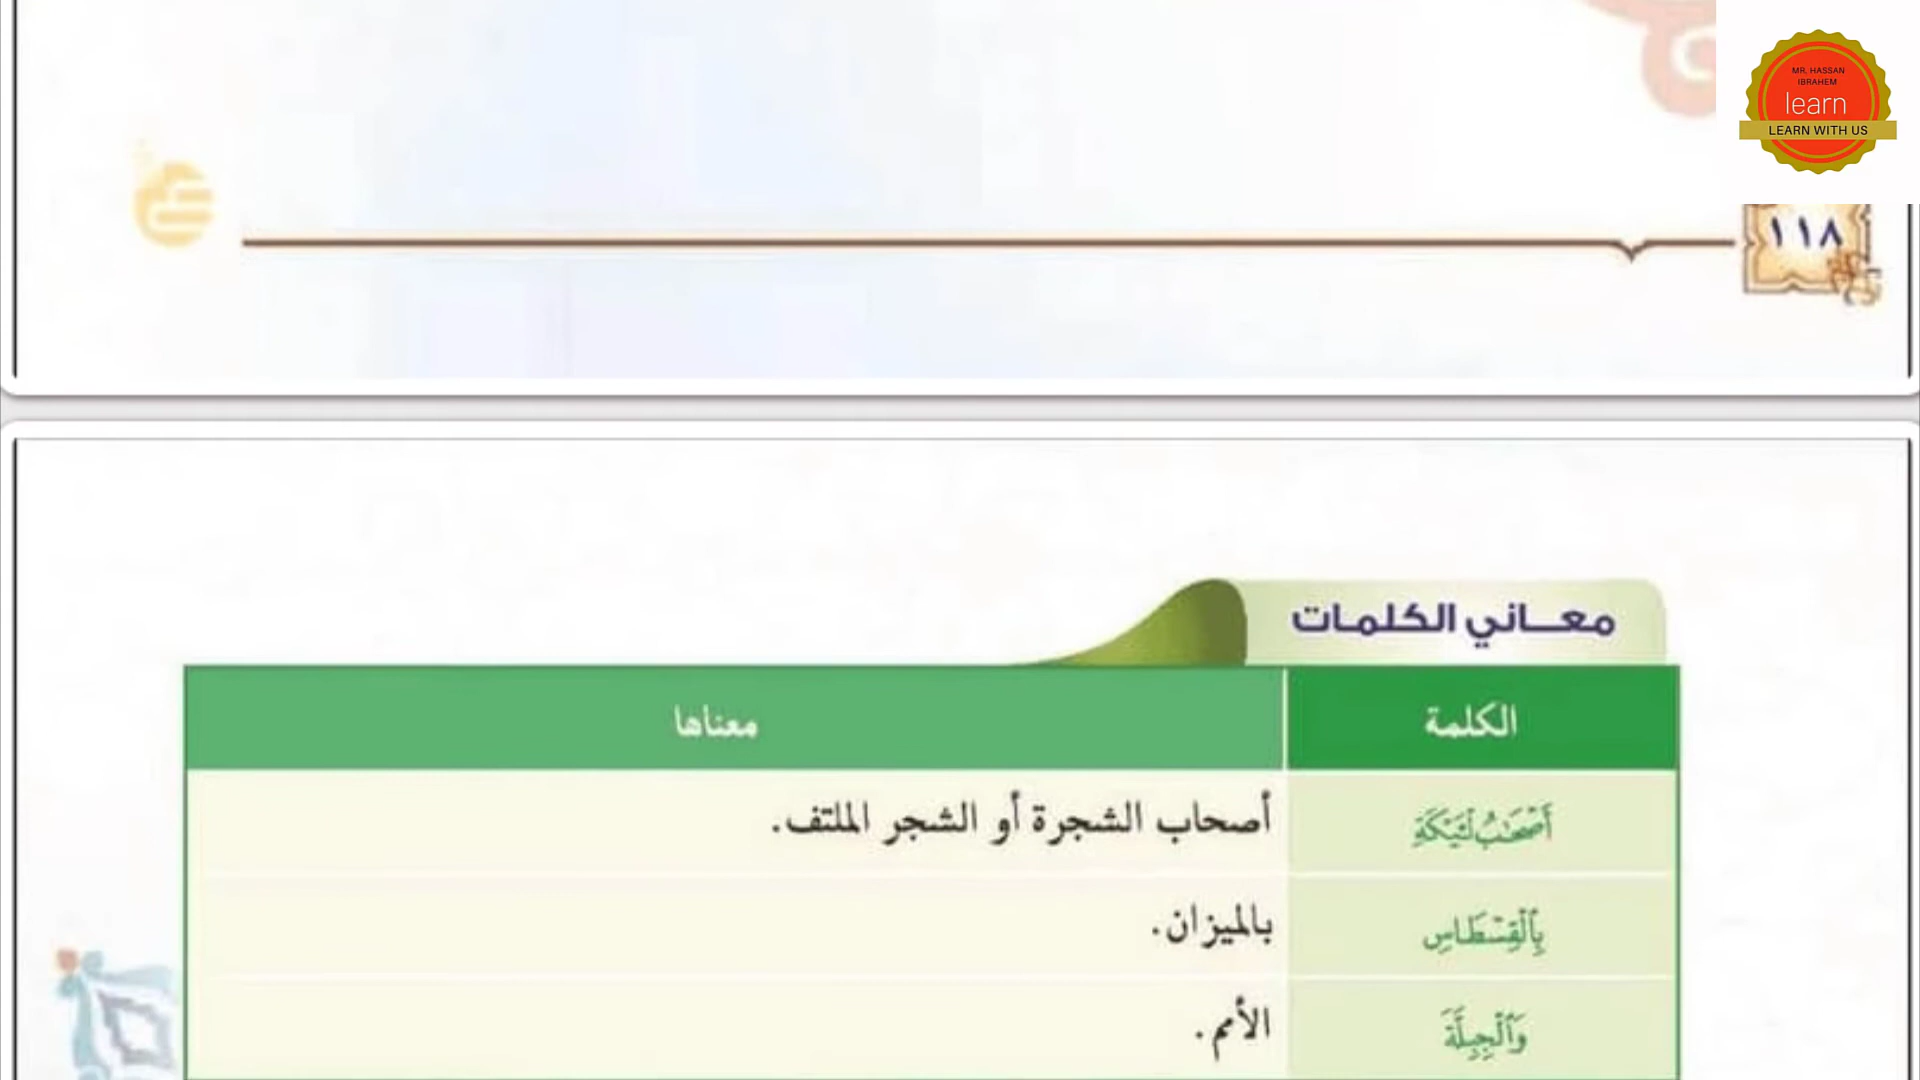 MR. HASSAN
IBRAHEM
learn
LEARN WITH US
١١٨
معـــاني الكلمـات
الكلمة	معناها
أَصْحَٰبُ لْـَٔيْكَةِ	أصحاب الشجرة أو الشجر الملتف.
بِٱلْقِسْطَاسِ	بالميزان.
وَٱلْجِبِلَّةَ	الأمم.